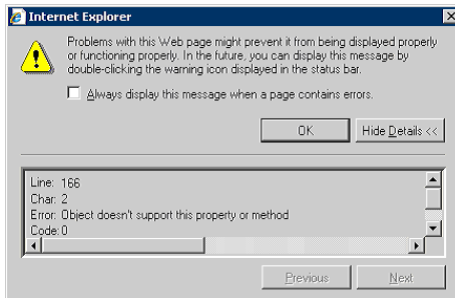 Internet Explorer
Problems with this Web page might prevent it from being displayed properly
or functioning properly. In the future, you can display this message by
double-clicking the warning icon displayed in the status bar.
Always display this message when a page contains errors.
OK
Hide Details <<
Line: 166
Char: 2
Error: Object doesn't support this property or method
Code: 0
Previous
Next